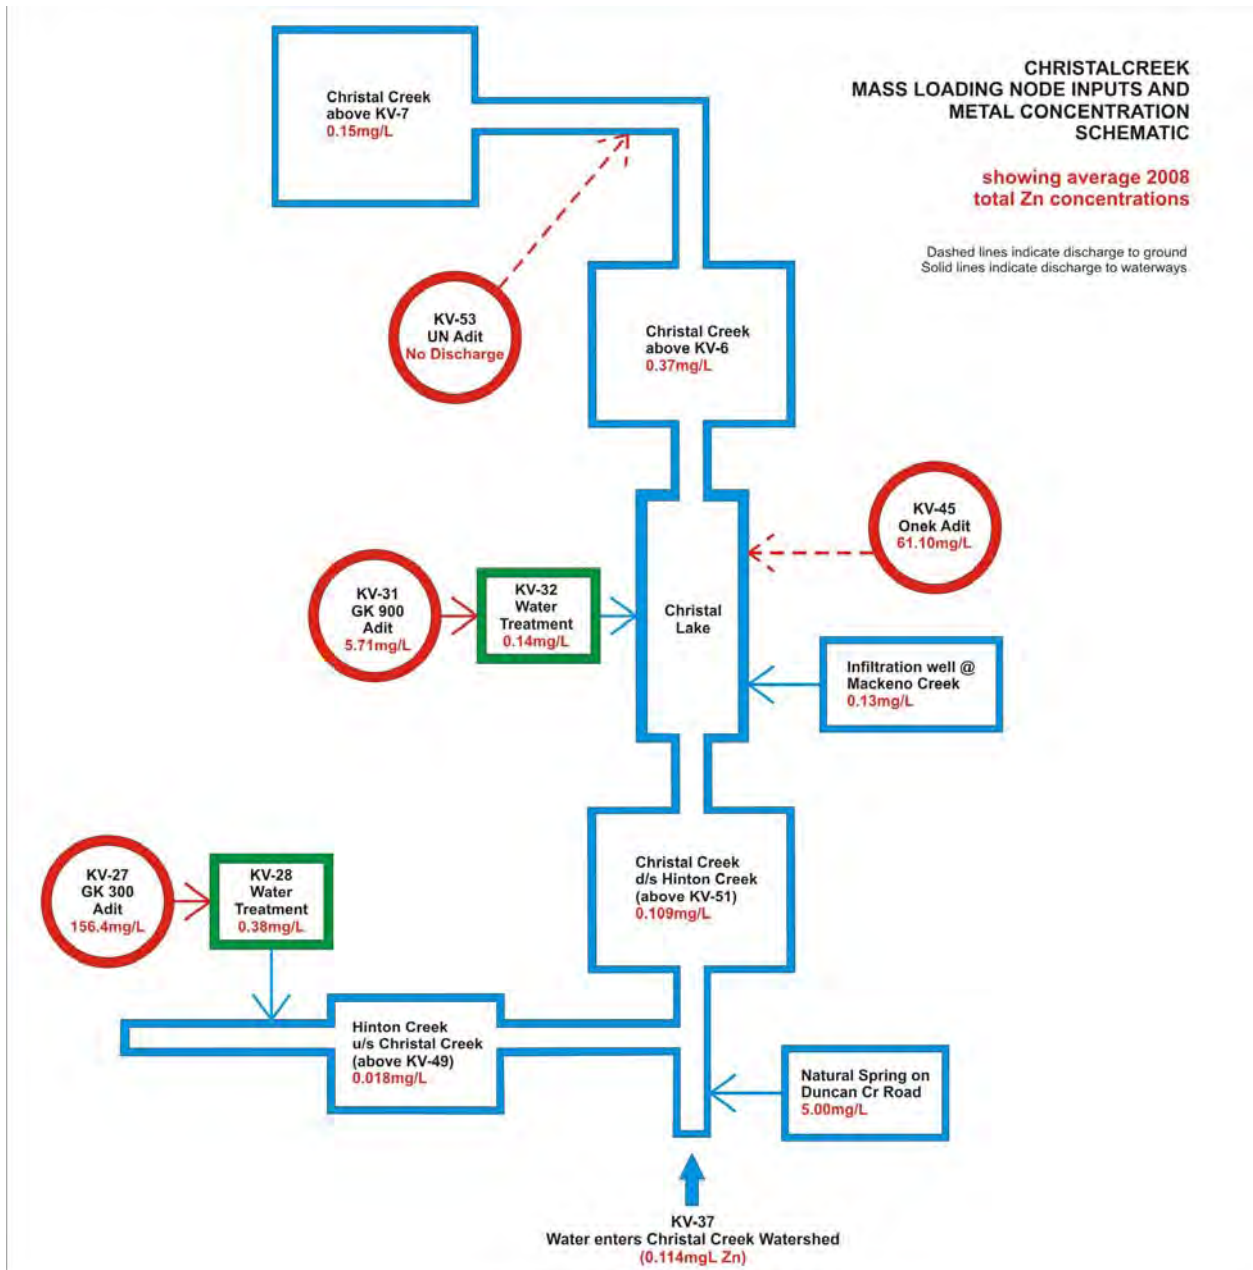 CHRISTALCREEK
MASS LOADING NODE INPUTS AND
METAL CONCENTRATION
SCHEMATIC
showing average 2008
total Zn concentrations
Dashed lines indicate discharge to ground
Solid lines indicate discharge to waterways
Christal Creek
above KV-7
0.15mg/L
KV-53
UN Adit
No Discharge
Christal Creek
above KV-6
0.37mg/L
KV-45
Onek Adit
61.10mg/L
KV-31
GK 900
Adit
5.71mg/L
KV-32
Water
Treatment
0.14mg/L
Christal
Lake
Infiltration well @
Mackeno Creek
0.13mg/L
KV-27
GK 300
Adit
156.4mg/L
KV-28
Water
Treatment
0.38mg/L
Christal Creek
d/s Hinton Creek
(above KV-51)
0.109mg/L
Hinton Creek
u/s Christal Creek
(above KV-49)
0.018mg/L
Natural Spring on
Duncan Cr Road
5.00mg/L
KV-37
Water enters Christal Creek Watershed
(0.114mgL Zn)